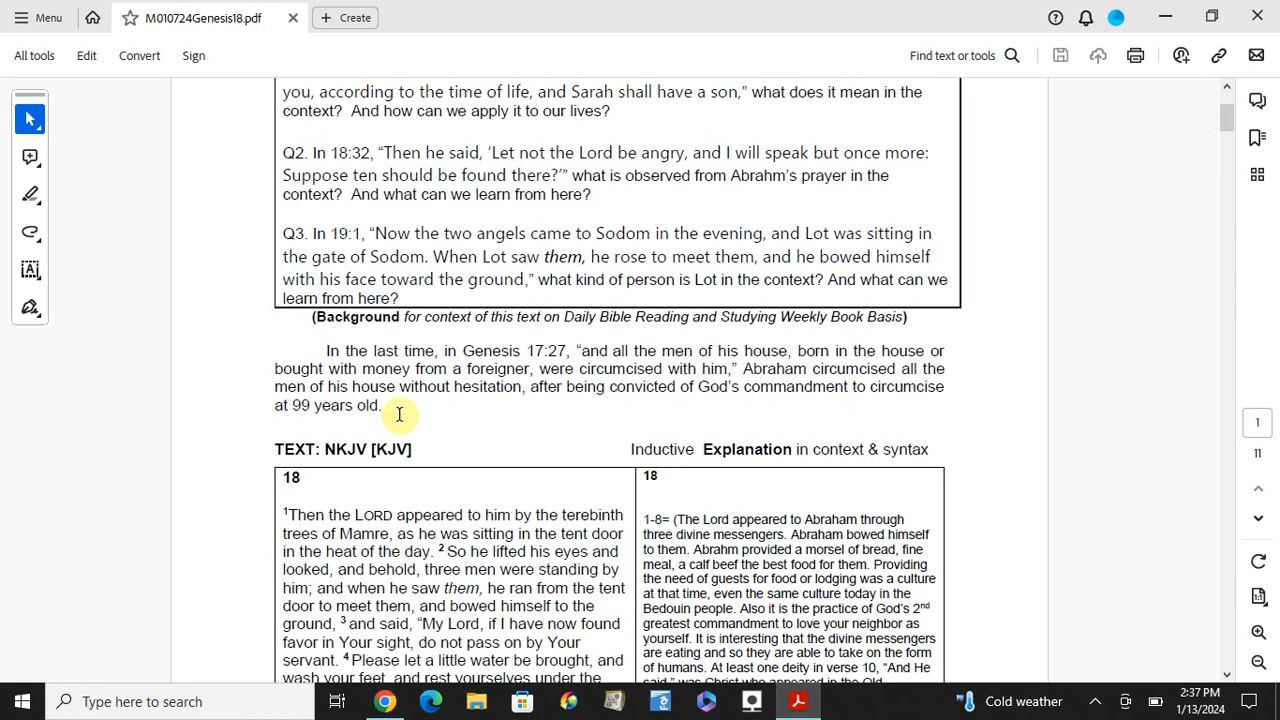 Menu
M010724Genesis18.pdf
Create
All tools
Edit
Convert
Sign
Find text or tools
you, according to the time of life, and Sarah shall have a son,” what does it mean in the
context?  And how can we apply it to our lives?
Q2. In 18:32, “Then he said, ‘Let not the Lord be angry, and I will speak but once more:
Suppose ten should be found there?’” what is observed from Abrahm’s prayer in the
context?  And what can we learn from here?
Q3. In 19:1, “Now the two angels came to Sodom in the evening, and Lot was sitting in
the gate of Sodom. When Lot saw them, he rose to meet them, and he bowed himself
with his face toward the ground,” what kind of person is Lot in the context? And what can we
learn from here?
(Background for context of this text on Daily Bible Reading and Studying Weekly Book Basis)
In the last time, in Genesis 17:27, “and all the men of his house, born in the house or
bought with money from a foreigner, were circumcised with him,” Abraham circumcised all the
men of his house without hesitation, after being convicted of God’s commandment to circumcise
at 99 years old.
TEXT: NKJV [KJV]
Inductive Explanation in context & syntax
18
1Then the LORD appeared to him by the terebinth
trees of Mamre, as he was sitting in the tent door
in the heat of the day. 2 So he lifted his eyes and
looked, and behold, three men were standing by
him; and when he saw them, he ran from the tent
door to meet them, and bowed himself to the
ground, 3 and said, “My Lord, if I have now found
favor in Your sight, do not pass on by Your
servant. 4 Please let a little water be brought, and
wash your feet, and rest yourselves under the
18
1-8= (The Lord appeared to Abraham through
three divine messengers. Abraham bowed himself
to them. Abrahm provided a morsel of bread, fine
meal, a calf beef the best food for them. Providing
the need of guests for food or lodging was a culture
at that time, even the same culture today in the
Bedouin people. Also it is the practice of God’s 2nd
greatest commandment to love your neighbor as
yourself. It is interesting that the divine messengers
are eating and so they are able to take on the form
of humans. At least one deity in verse 10, “And He
said,” was Christ who appeared in the Old
1
11
Type here to search
Cold weather
2:37 PM
1/13/2024